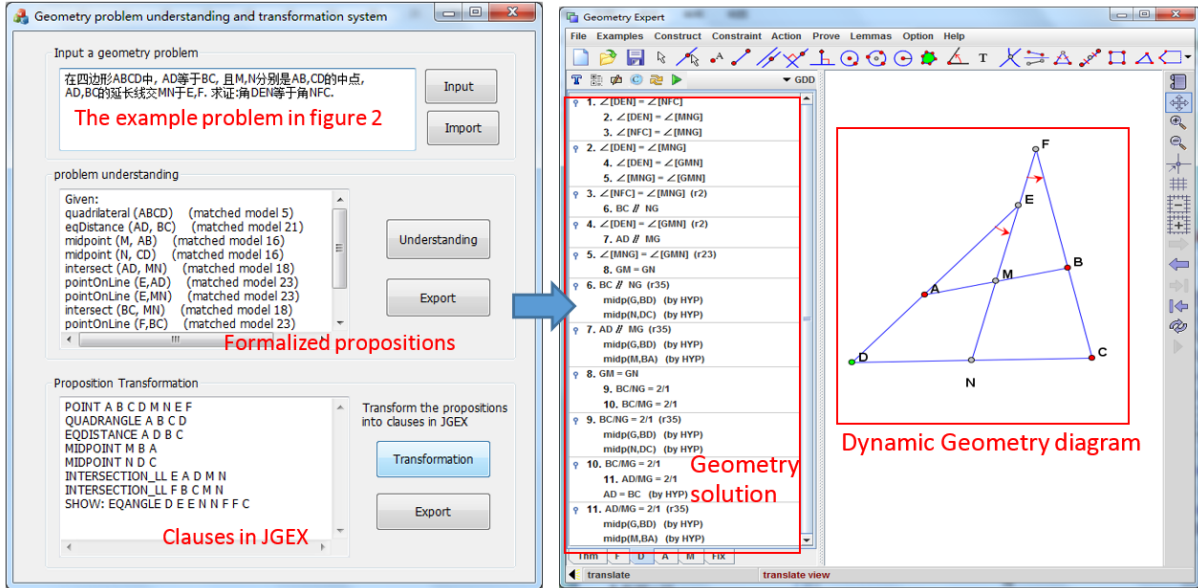 Geometry problem understanding and transformation system
Input a geometry problem
在四边形ABCD中, AD等于BC, 且M,N分别是AB,CD的中点,
AD,BC的延长线交MN于E,F. 求证:角DEN等于角NFC.
The example problem in figure 2
Input
Import
problem understanding
Given:
quadrilateral (ABCD) (matched model 5)
eqDistance (AD, BC) (matched model 21)
midpoint (M, AB) (matched model 16)
midpoint (N, CD) (matched model 16)
intersect (AD, MN) (matched model 18)
pointOnLine (E,AD) (matched model 23)
pointOnLine (E,MN) (matched model 23)
intersect (BC, MN) (matched model 18)
pointOnLine (F,BC) (matched model 23)
Formalized propositions
Understanding
Export
Proposition Transformation
POINT A B C D M N E F
QUADRANGLE A B C D
EQDISTANCE A D B C
MIDPOINT M B A
MIDPOINT N D C
INTERSECTION_LL E A D M N
INTERSECTION_LL F B C M N
SHOW: EQANGLE D E E N N F F C
Clauses in JGEX
Transform the propositions
into clauses in JGEX
Transformation
Export
Geometry Expert
File Examples Construct Constraint Action Prove Lemmas Option Help
GDD
1. ∠[DEN] = ∠[NFC]
2. ∠[DEN] = ∠[MNG]
3. ∠[NFC] = ∠[MNG]
2. ∠[DEN] = ∠[MNG]
4. ∠[DEN] = ∠[GMN]
5. ∠[MNG] = ∠[GMN]
3. ∠[NFC] = ∠[MNG] (r2)
6. BC ∥ NG
4. ∠[DEN] = ∠[GMN] (r2)
7. AD ∥ MG
5. ∠[MNG] = ∠[GMN] (r23)
8. GM = GN
6. BC ∥ NG (r35)
midp(G,BD) (by HYP)
midp(N,DC) (by HYP)
7. AD ∥ MG (r35)
midp(G,BD) (by HYP)
midp(M,BA) (by HYP)
8. GM = GN
9. BC/NG = 2/1
10. BC/MG = 2/1
9. BC/NG = 2/1 (r35)
midp(G,BD) (by HYP)
midp(N,DC) (by HYP)
10. BC/MG = 2/1
11. AD/MG = 2/1
AD = BC (by HYP)
11. AD/MG = 2/1 (r35)
midp(G,BD) (by HYP)
midp(M,BA) (by HYP)
Geometry
solution
Thm F D A M Fix
translate
translate view
F
E
B
M
A
D
C
N
Dynamic Geometry diagram